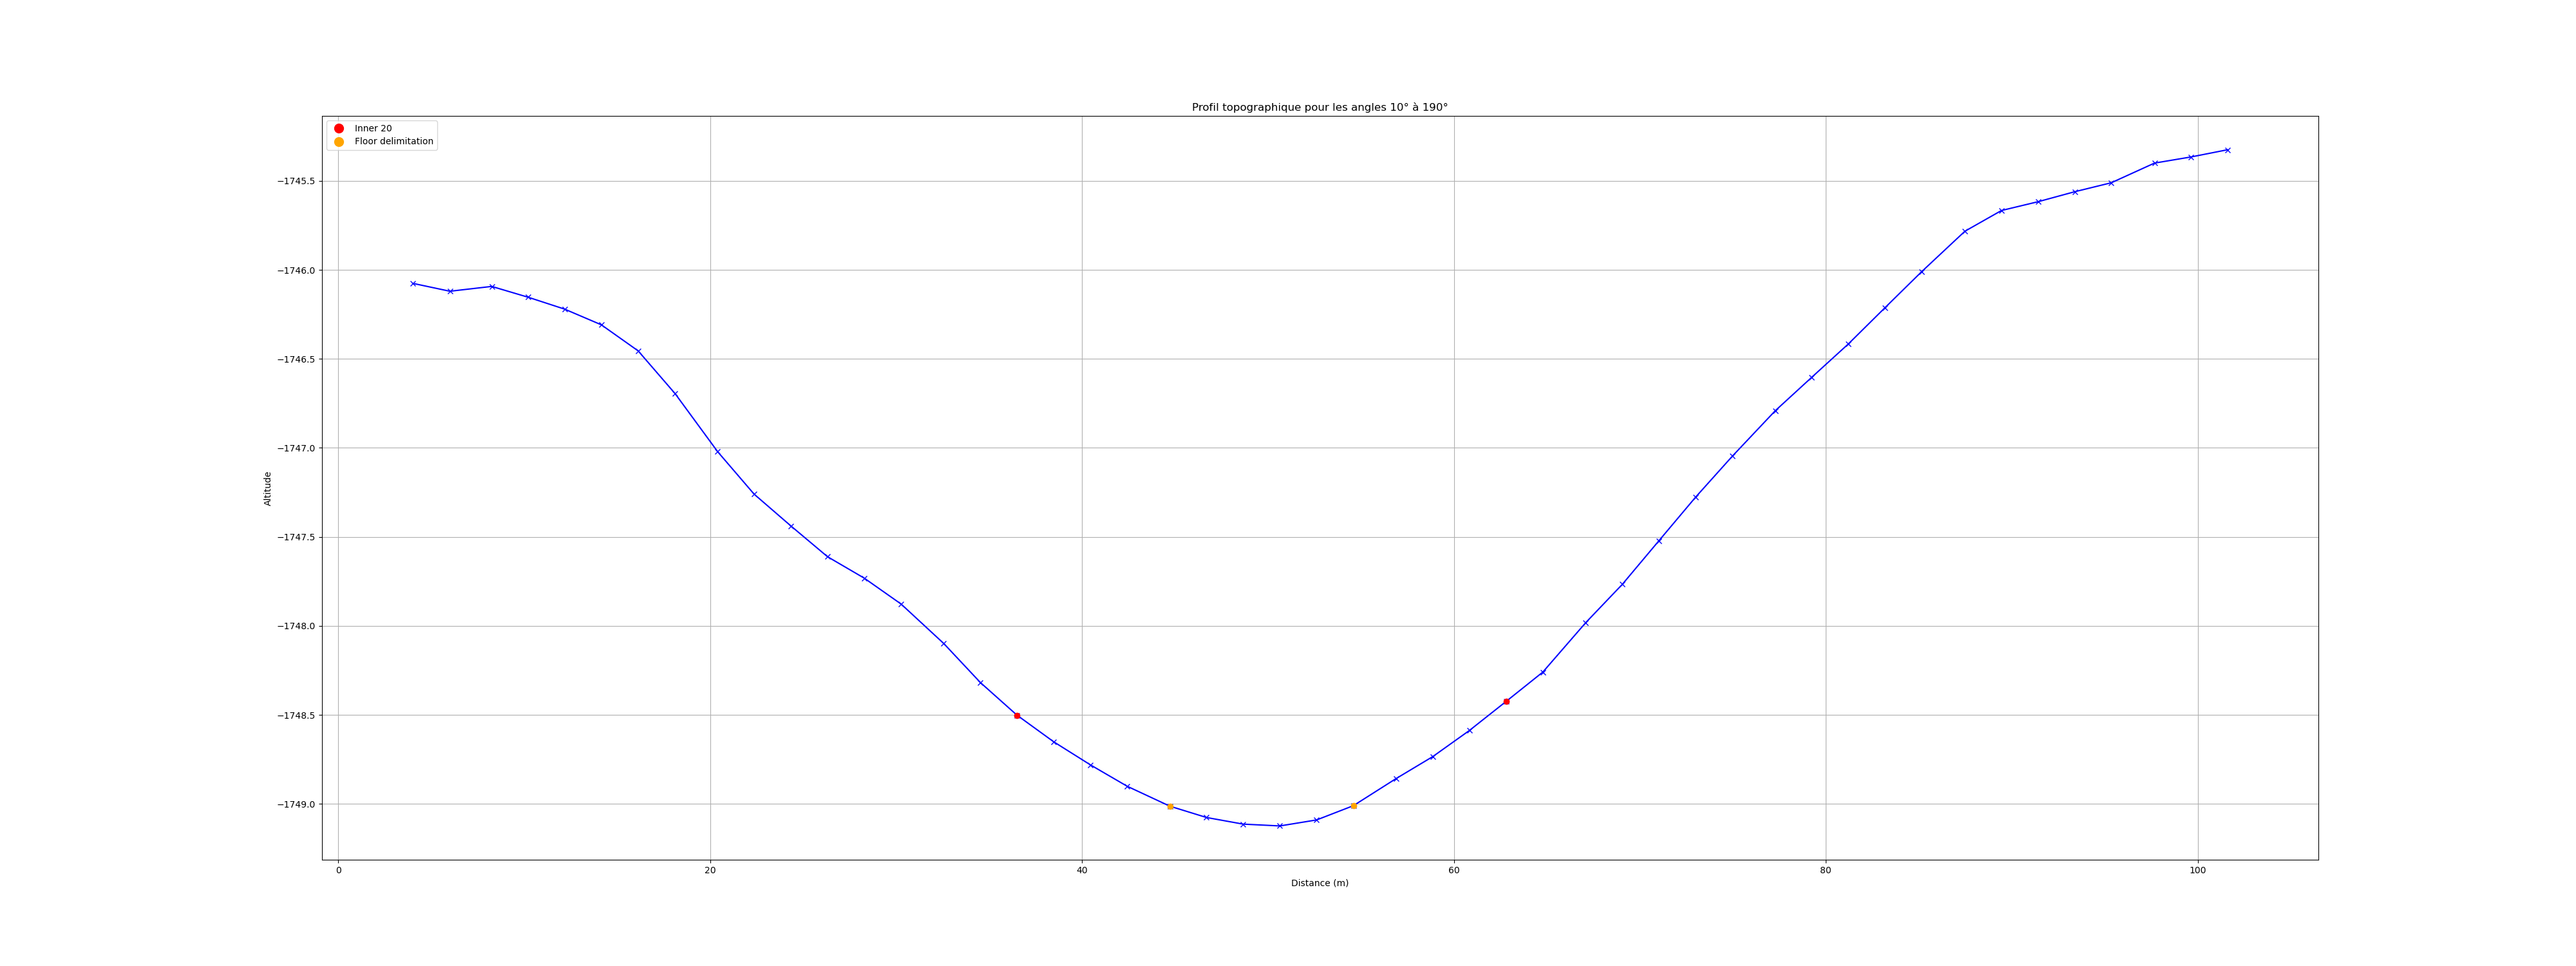 Profil topographique pour les angles 10° à 190°
Inner 20
Floor delimitation
−1745.5
−1746.0
−1746.5
−1747.0
−1747.5
−1748.0
−1748.5
−1749.0
Altitude
0 20 40 60 80 100
Distance (m)